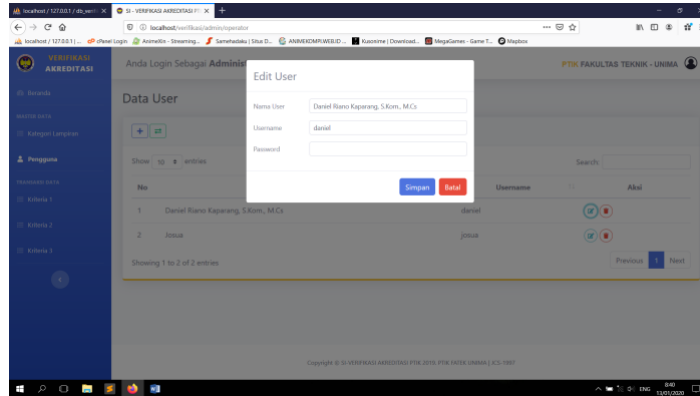 localhost / 127.0.0.1 / db_verif
SI - VERIFIKASI AKREDITASI PT
localhost/verifikasi/admin/operator
localhost / 127.0.0.1 | ...
cPanel Login
AnimeIIn - Streaming...
Samehadaku | Situs D...
ANIMEKOMPI.WEB.ID ...
Kusonime | Download...
MegaGames - Game T...
Mapbox
VERIFIKASI
AKREDITASI
Anda Login Sebagai Adminis
PTIK FAKULTAS TEKNIK - UNIMA
Edit User
Nama User Daniel Riano Kaparang, S.Kom., M.Cs
Username daniel
Password
Simpan Batal
Beranda
MASTER DATA
Kategori Lampiran
Pengguna
TRANSAKSI DATA
Kriteria 1
Kriteria 2
Kriteria 3
Data User
Show 10 entries
Search:
No Username Aksi
1 Daniel Riano Kaparang, S.Kom., M.Cs daniel
2 Josua josua
Showing 1 to 2 of 2 entries
Previous 1 Next
ENG
8:40
13/01/2020